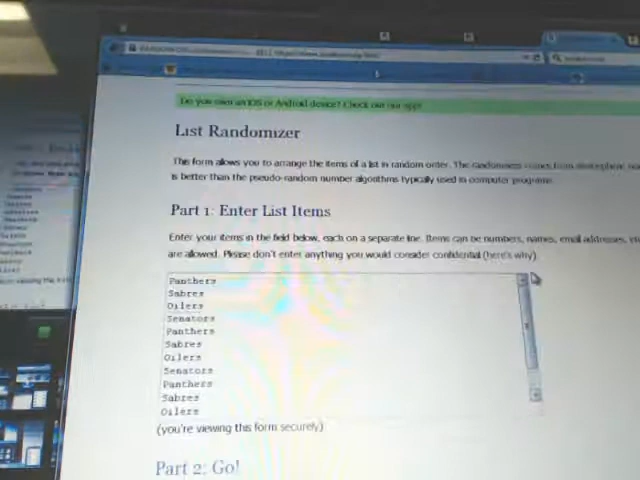 Do you own an iOS or Android device? Check out our app!
List Randomizer
This form allows you to arrange the items of a list in random order. The randomness comes from atmospheric
is better than the pseudo-random number algorithms typically used in computer programs.
Part 1: Enter List Items
Enter your items in the field below, each on a separate line. Items can be numbers, names, email addresses, etc
are allowed. Please don't enter anything you would consider confidential (here's why)
Panthers
Sabres
Oilers
Senators
Panthers
Sabres
Oilers
Senators
Panthers
Sabres
Oilers
(you're viewing this form securely)
Part 2: Go!